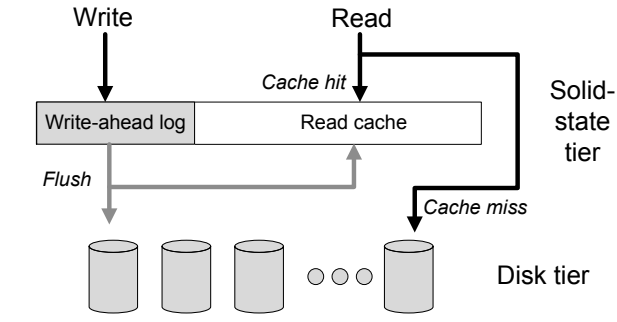 Write
Read
Cache hit
Solid-
state
tier
Write-ahead log
Read cache
Flush
Cache miss
Disk tier